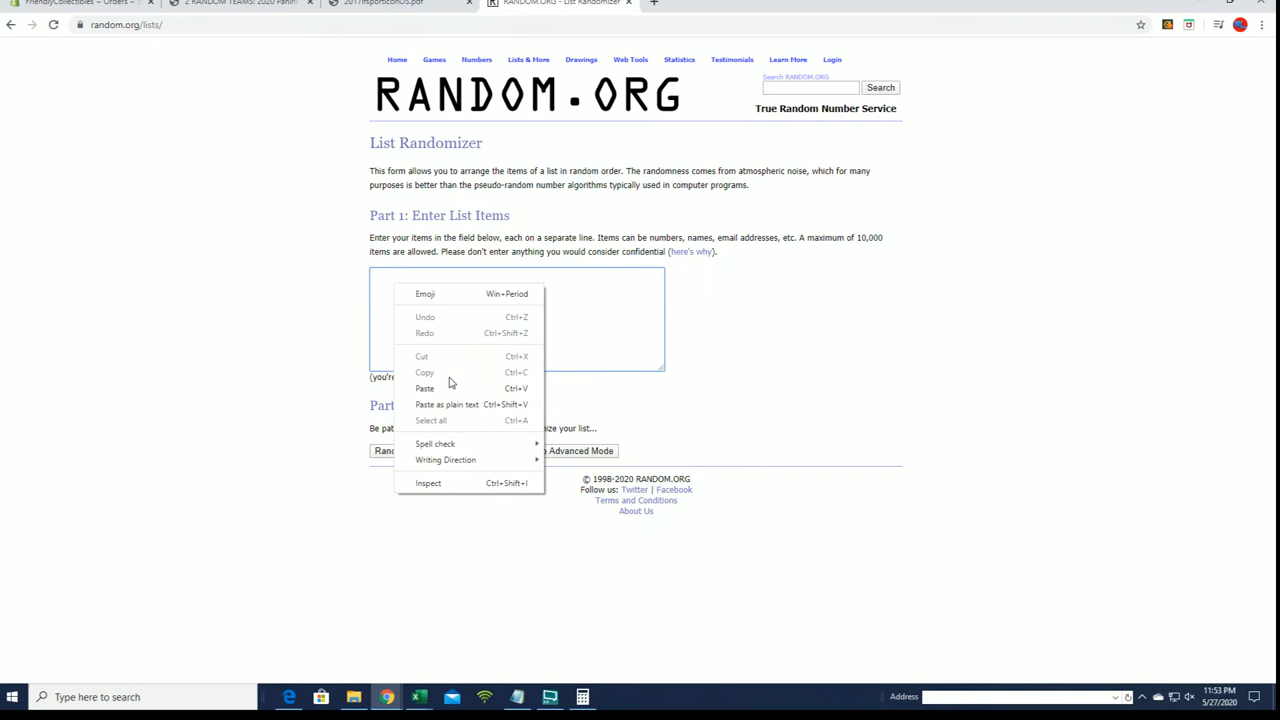 FriendlyCollectibles – Orders – S
2 RANDOM TEAMS: 2020 Panin
RANDOM.ORG - List Randomizer
random.org/lists/
Home Games Numbers Lists & More Drawings Web Tools Statistics Testimonials Learn More Login
Search RANDOM.ORG
RANDOM.ORG
Search
True Random Number Service
List Randomizer
This form allows you to arrange the items of a list in random order. The randomness comes from atmospheric noise, which for many
purposes is better than the pseudo-random number algorithms typically used in computer programs.
Part 1: Enter List Items
Enter your items in the field below, each on a separate line. Items can be numbers, names, email addresses, etc. A maximum of 10,000
items are allowed. Please don't enter anything you would consider confidential (here's why).
Emoji Win+Period
Undo Ctrl+Z
Redo Ctrl+Shift+Z
Cut Ctrl+X
Copy Ctrl+C
(you're
Paste Ctrl+V
Paste as plain text Ctrl+Shift+V
Par
Select all Ctrl+A
Be pat
ize your list...
Spell check
Ran
o Advanced Mode
Writing Direction
Inspect Ctrl+Shift+I
© 1998-2020 RANDOM.ORG
Follow us: Twitter | Facebook
Terms and Conditions
About Us
Type here to search
Address
11:53 PM
5/27/2020